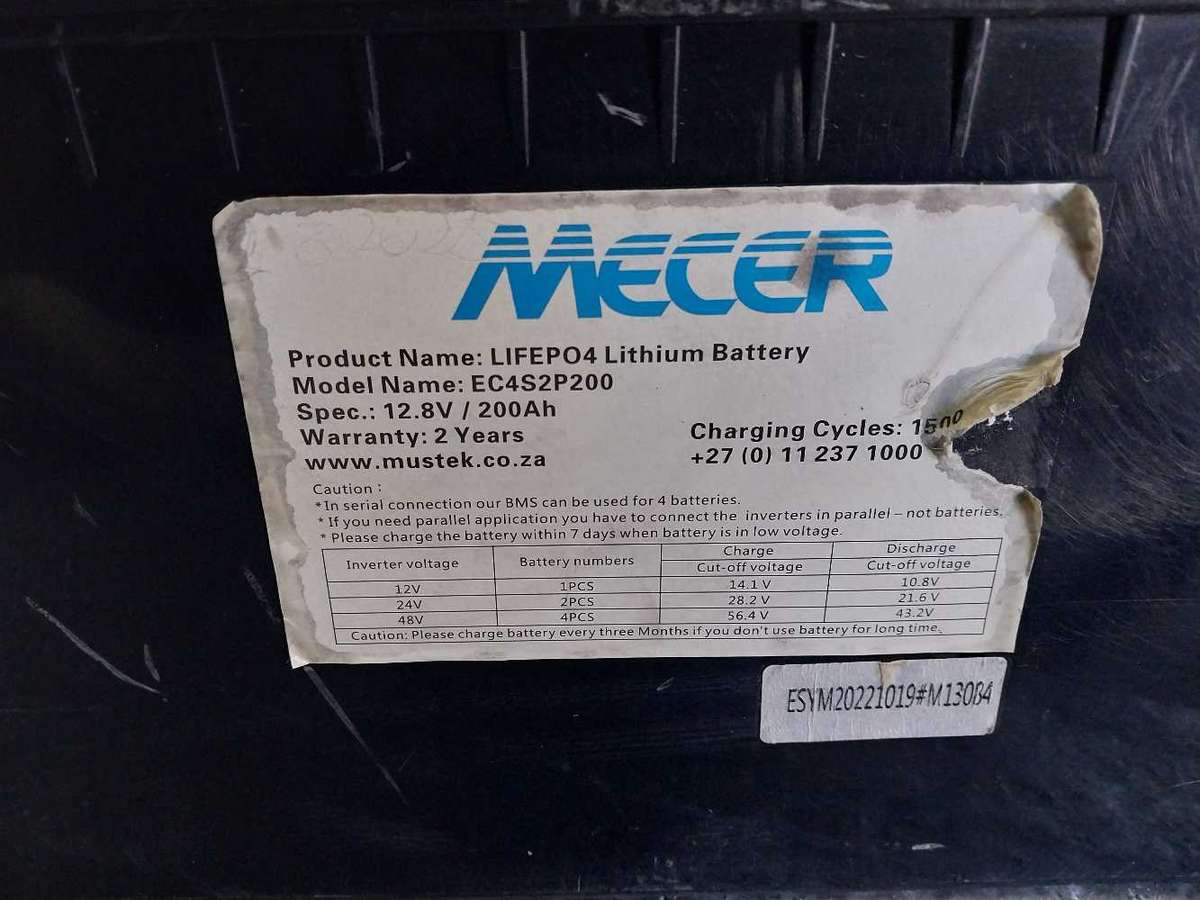 MECER
Product Name: LIFEPO4 Lithium Battery
Model Name: EC4S2P200
Spec.: 12.8V / 200Ah
Warranty: 2 Years
Charging Cycles: 1500
www.mustek.co.za
+27 (0) 11 237 1000
Caution :
*In serial connection our BMS can be used for 4 batteries.
* If you need parallel application you have to connect the inverters in parallel – not batteries.
* Please charge the battery within 7 days when battery is in low voltage.
Inverter voltage Battery numbers Charge Cut-off voltage Discharge Cut-off voltage
12V 1PCS 14.1 V 10.8V
24V 2PCS 28.2 V 21.6 V
48V 4PCS 56.4 V 43.2V
Caution: Please charge battery every three Months if you don't use battery for long time.
ESYM20221019#M13084